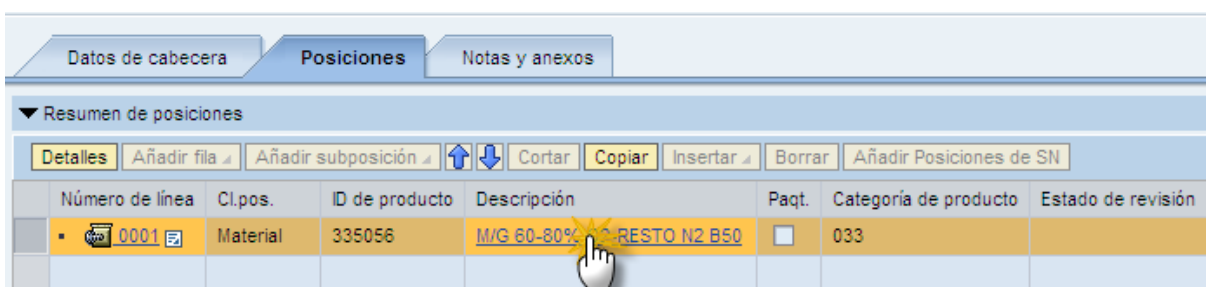 Datos de cabecera Posiciones Notas y anexos
Resumen de posiciones
Detalles Añadir fila Añadir subposición Cortar Copiar Insertar Borrar Añadir Posiciones de SN
Número de línea Cl.pos. ID de producto Descripción Paqt. Categoría de producto Estado de revisión
0001 Material 335056 M/G 60-80% RESTO N2 B50 033